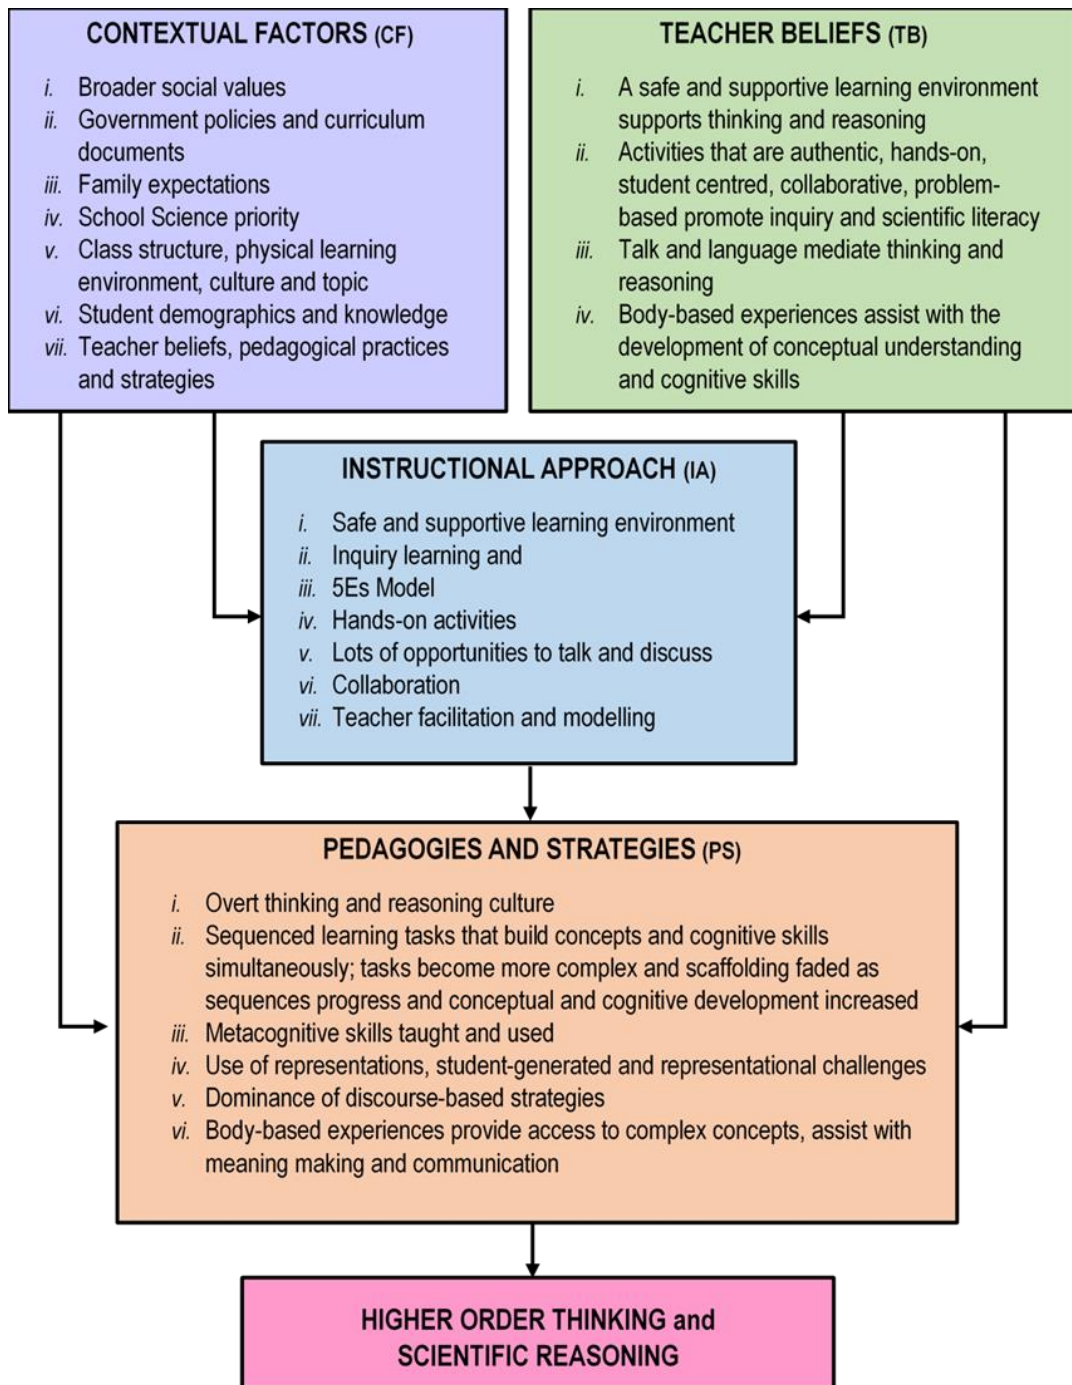 CONTEXTUAL FACTORS (CF)
i. Broader social values
ii. Government policies and curriculum
documents
iii. Family expectations
iv. School Science priority
v. Class structure, physical learning
environment, culture and topic
vi. Student demographics and knowledge
vii. Teacher beliefs, pedagogical practices
and strategies
TEACHER BELIEFS (TB)
i. A safe and supportive learning environment
supports thinking and reasoning
ii. Activities that are authentic, hands-on,
student centred, collaborative, problem-
based promote inquiry and scientific literacy
iii. Talk and language mediate thinking and
reasoning
iv. Body-based experiences assist with the
development of conceptual understanding
and cognitive skills
INSTRUCTIONAL APPROACH (IA)
i. Safe and supportive learning environment
ii. Inquiry learning and
iii. 5Es Model
iv. Hands-on activities
v. Lots of opportunities to talk and discuss
vi. Collaboration
vii. Teacher facilitation and modelling
PEDAGOGIES AND STRATEGIES (PS)
i. Overt thinking and reasoning culture
ii. Sequenced learning tasks that build concepts and cognitive skills
simultaneously; tasks become more complex and scaffolding faded as
sequences progress and conceptual and cognitive development increased
iii. Metacognitive skills taught and used
iv. Use of representations, student-generated and representational challenges
v. Dominance of discourse-based strategies
vi. Body-based experiences provide access to complex concepts, assist with
meaning making and communication
HIGHER ORDER THINKING and
SCIENTIFIC REASONING